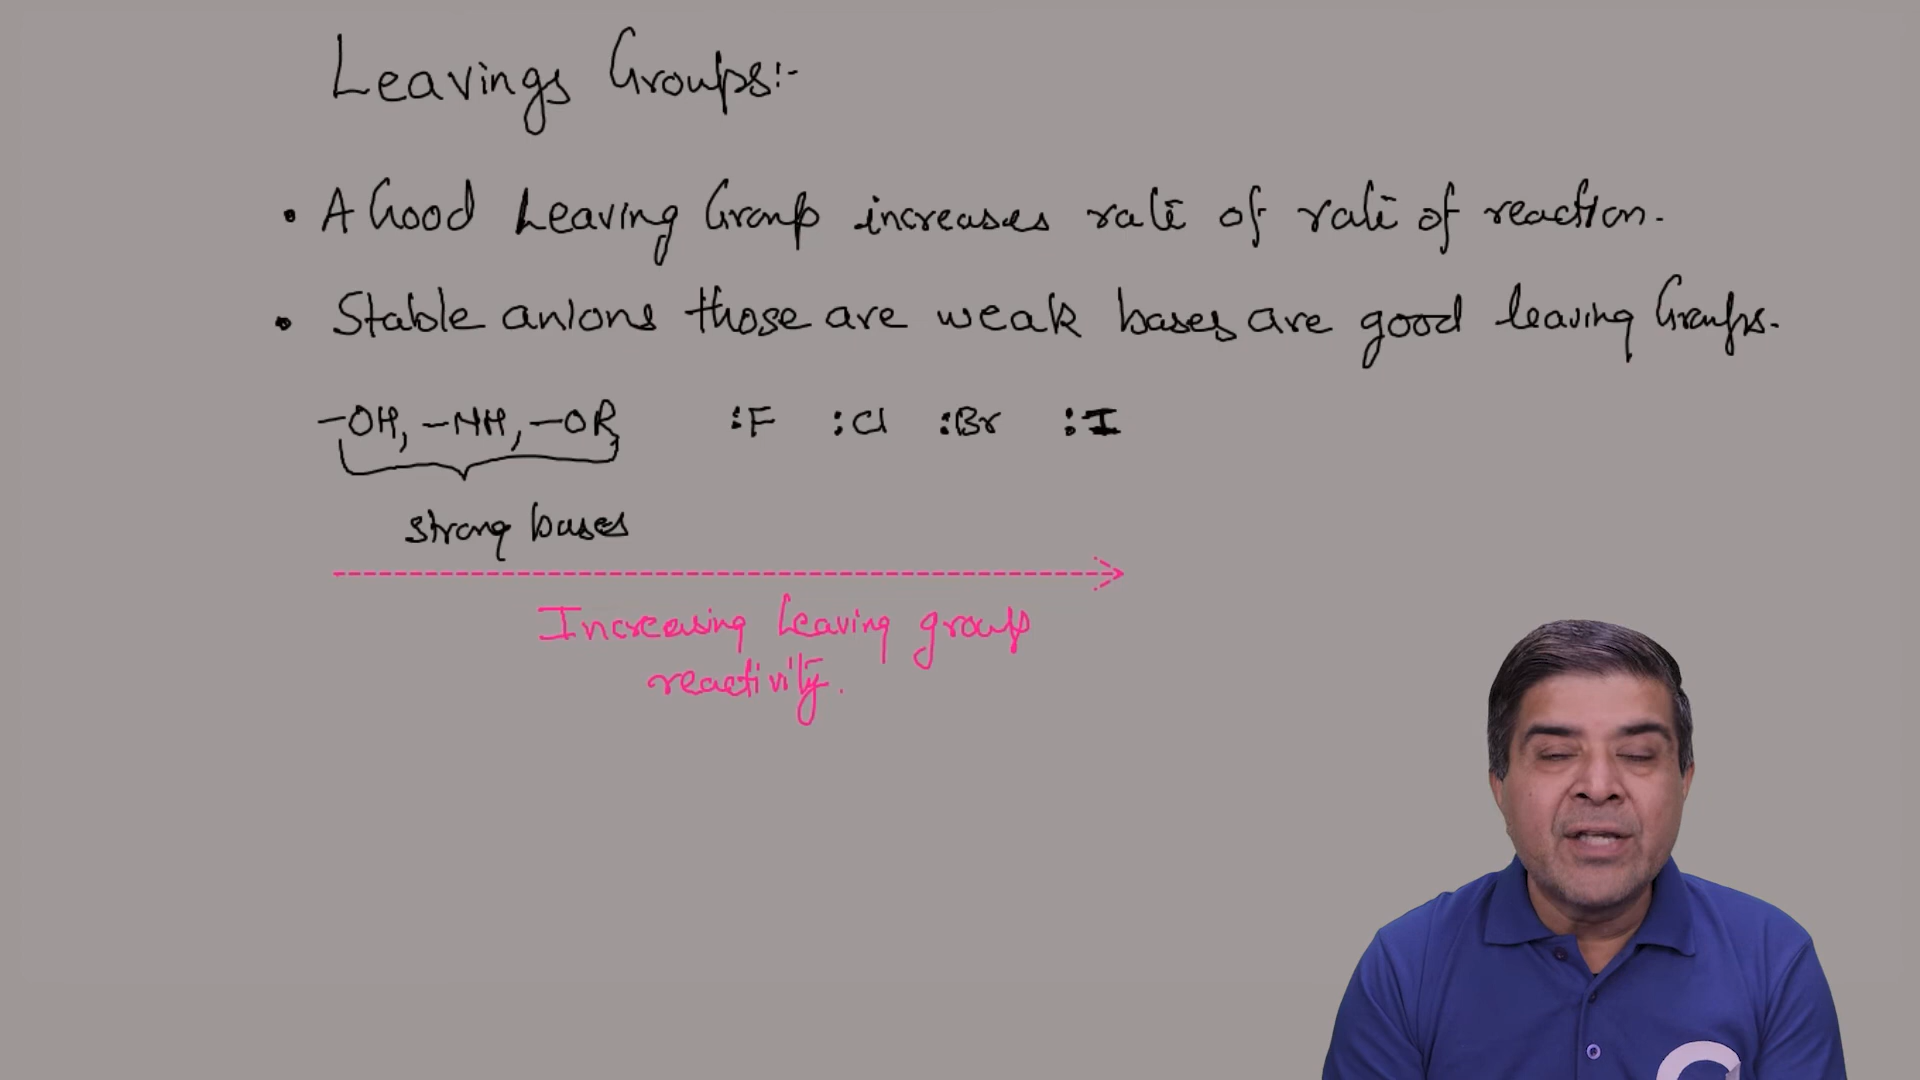 Leavings Groups:-
• A Good Leaving Group increases rate of rate of reaction.
• Stable anions those are weak bases are good leaving Groups.
-OH, -NH, -OR :F :Cl :Br :I
strong bases
Increasing Leaving group
reactivity.